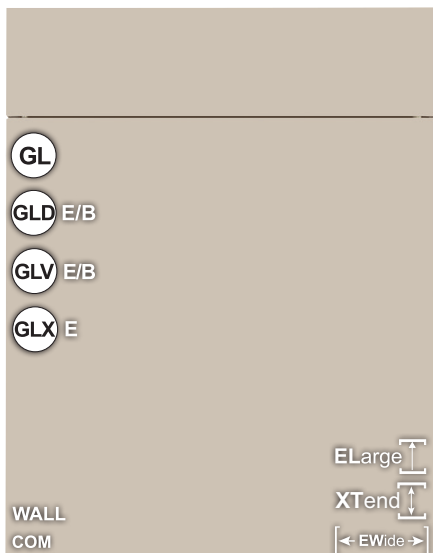 GL
GLD E/B
GLV E/B
GLX E
ELarge
XTend
WALL
COM
EWide